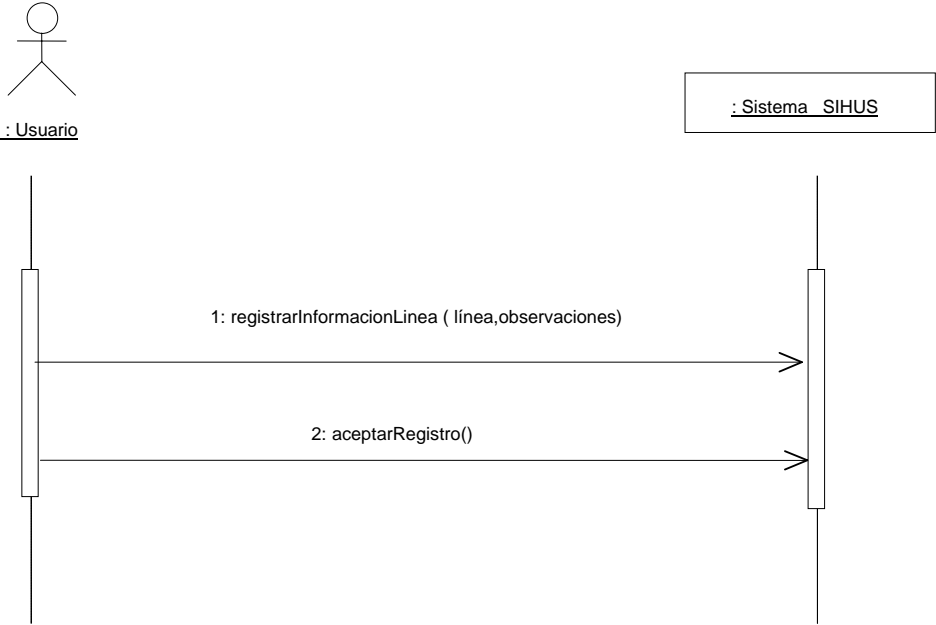 : Usuario
: Sistema SIHUS
1: registrarInformacionLinea ( línea,observaciones)
2: aceptarRegistro()